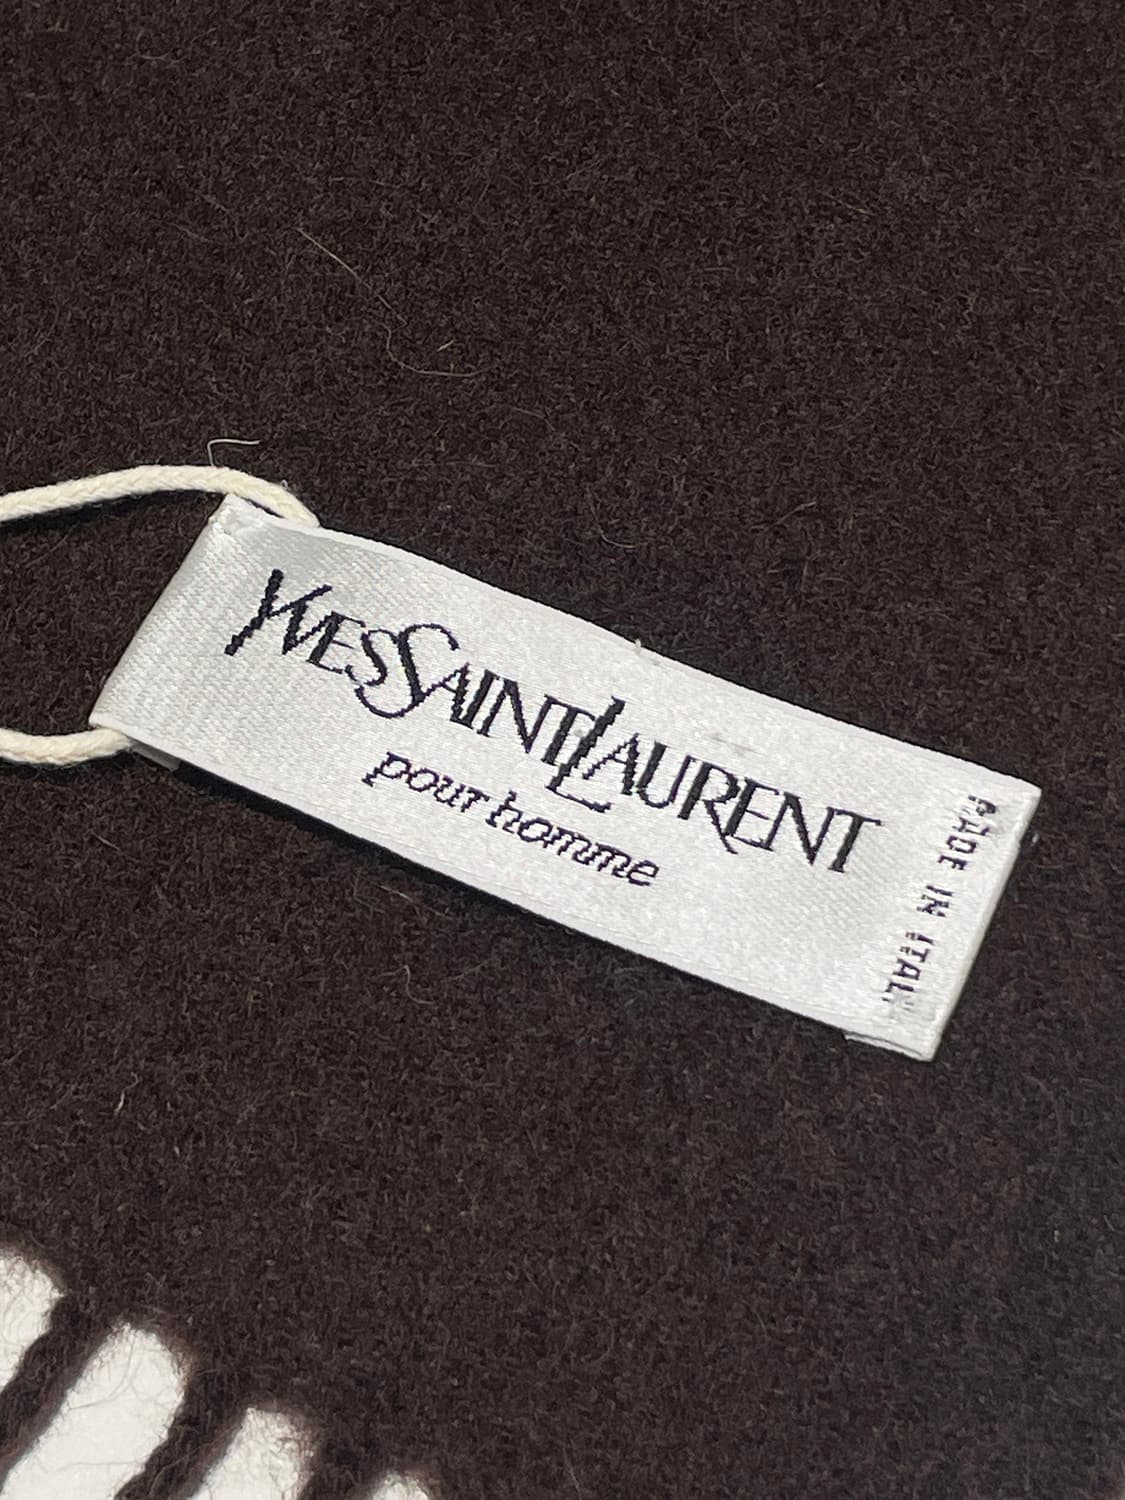 YVESSAINTLAURENT
pour homme
MADE IN ITALY